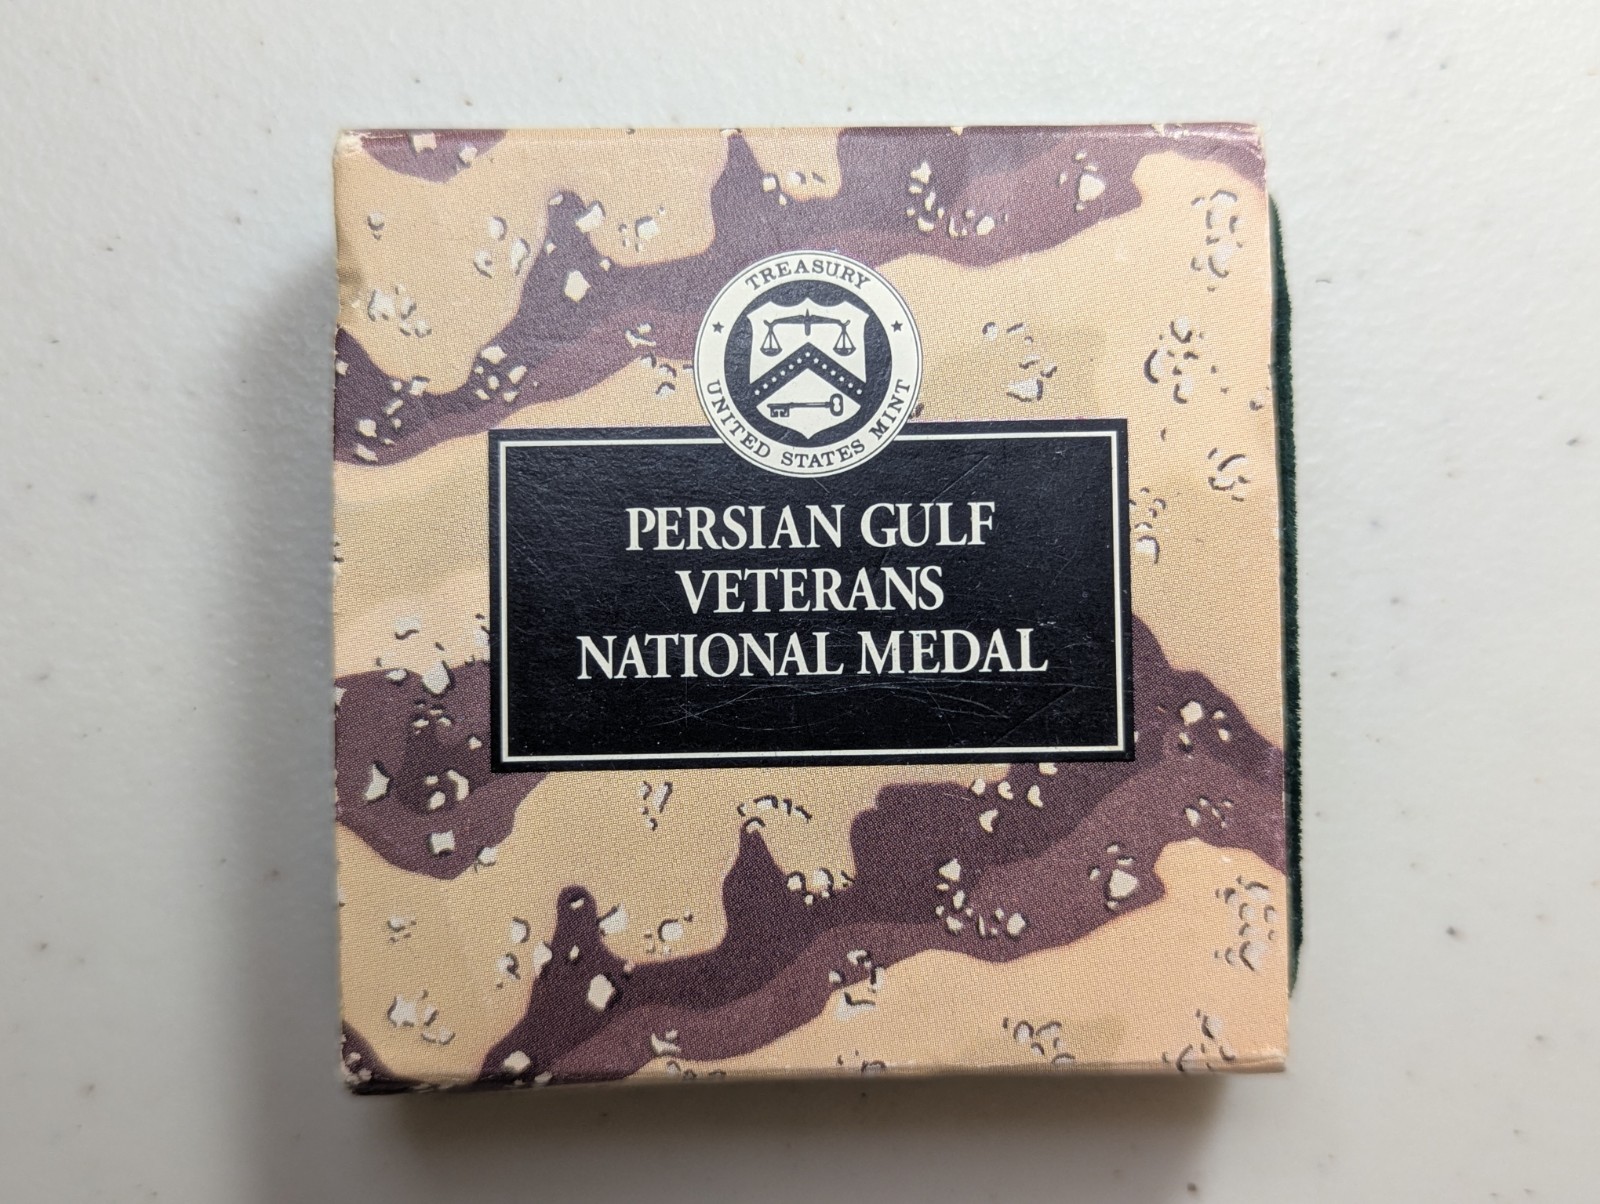 TREASURY
UNITED STATES MINT
PERSIAN GULF
VETERANS
NATIONAL MEDAL